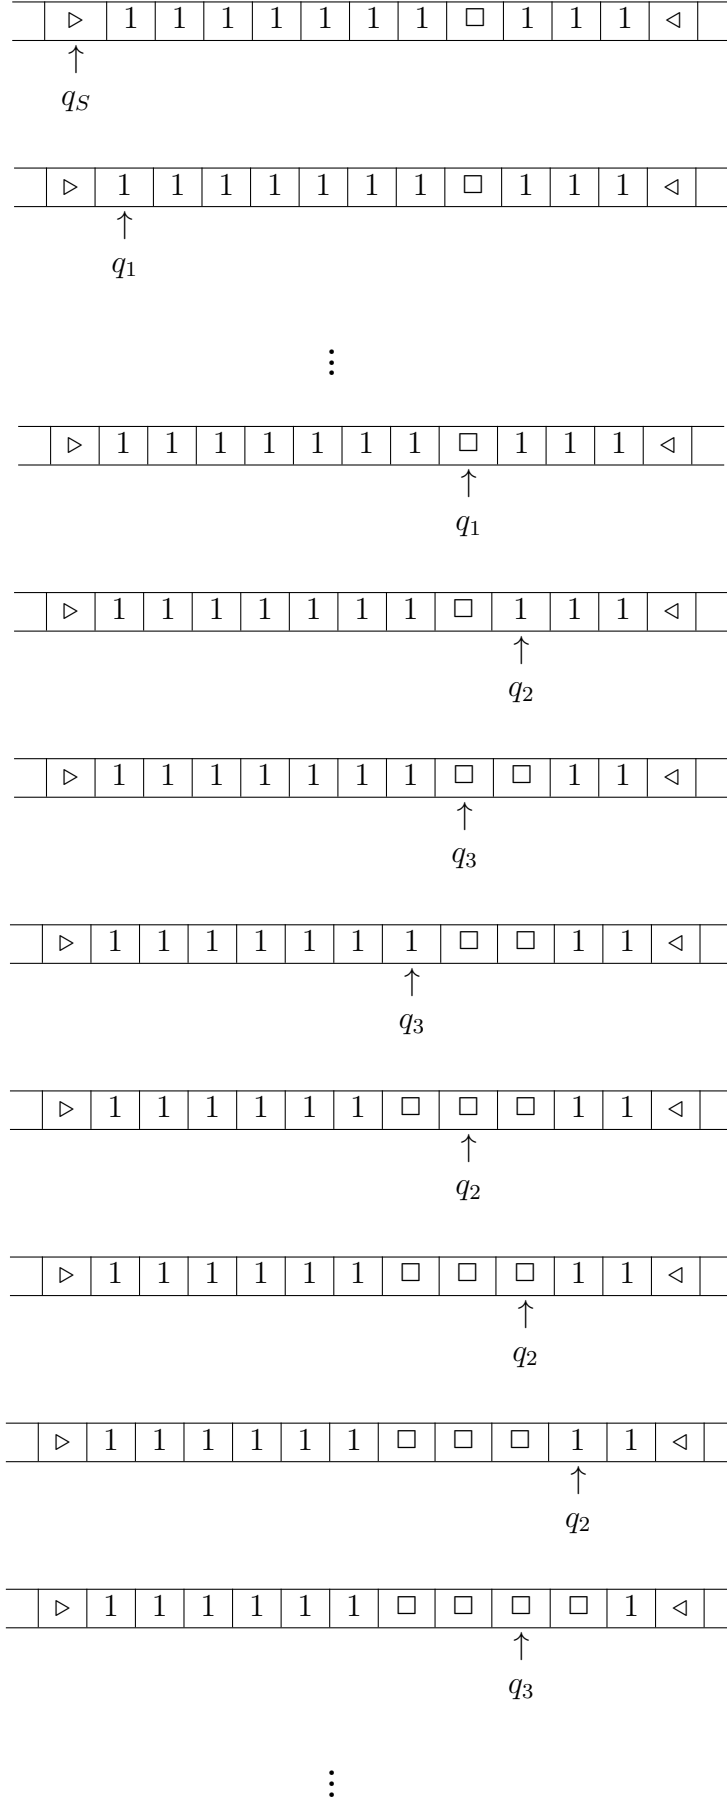 ▷ 1 1 1 1 1 1 1 □ 1 1 1 ◁
↑
q_S
▷ 1 1 1 1 1 1 1 □ 1 1 1 ◁
↑
q_1
⋮
▷ 1 1 1 1 1 1 1 □ 1 1 1 ◁
↑
q_1
▷ 1 1 1 1 1 1 1 □ 1 1 1 ◁
↑
q_2
▷ 1 1 1 1 1 1 1 □ □ 1 1 ◁
↑
q_3
▷ 1 1 1 1 1 1 1 □ □ 1 1 ◁
↑
q_3
▷ 1 1 1 1 1 1 □ □ □ 1 1 ◁
↑
q_2
▷ 1 1 1 1 1 1 □ □ □ 1 1 ◁
↑
q_2
▷ 1 1 1 1 1 1 □ □ □ 1 1 ◁
↑
q_2
▷ 1 1 1 1 1 1 □ □ □ □ 1 ◁
↑
q_3
⋮